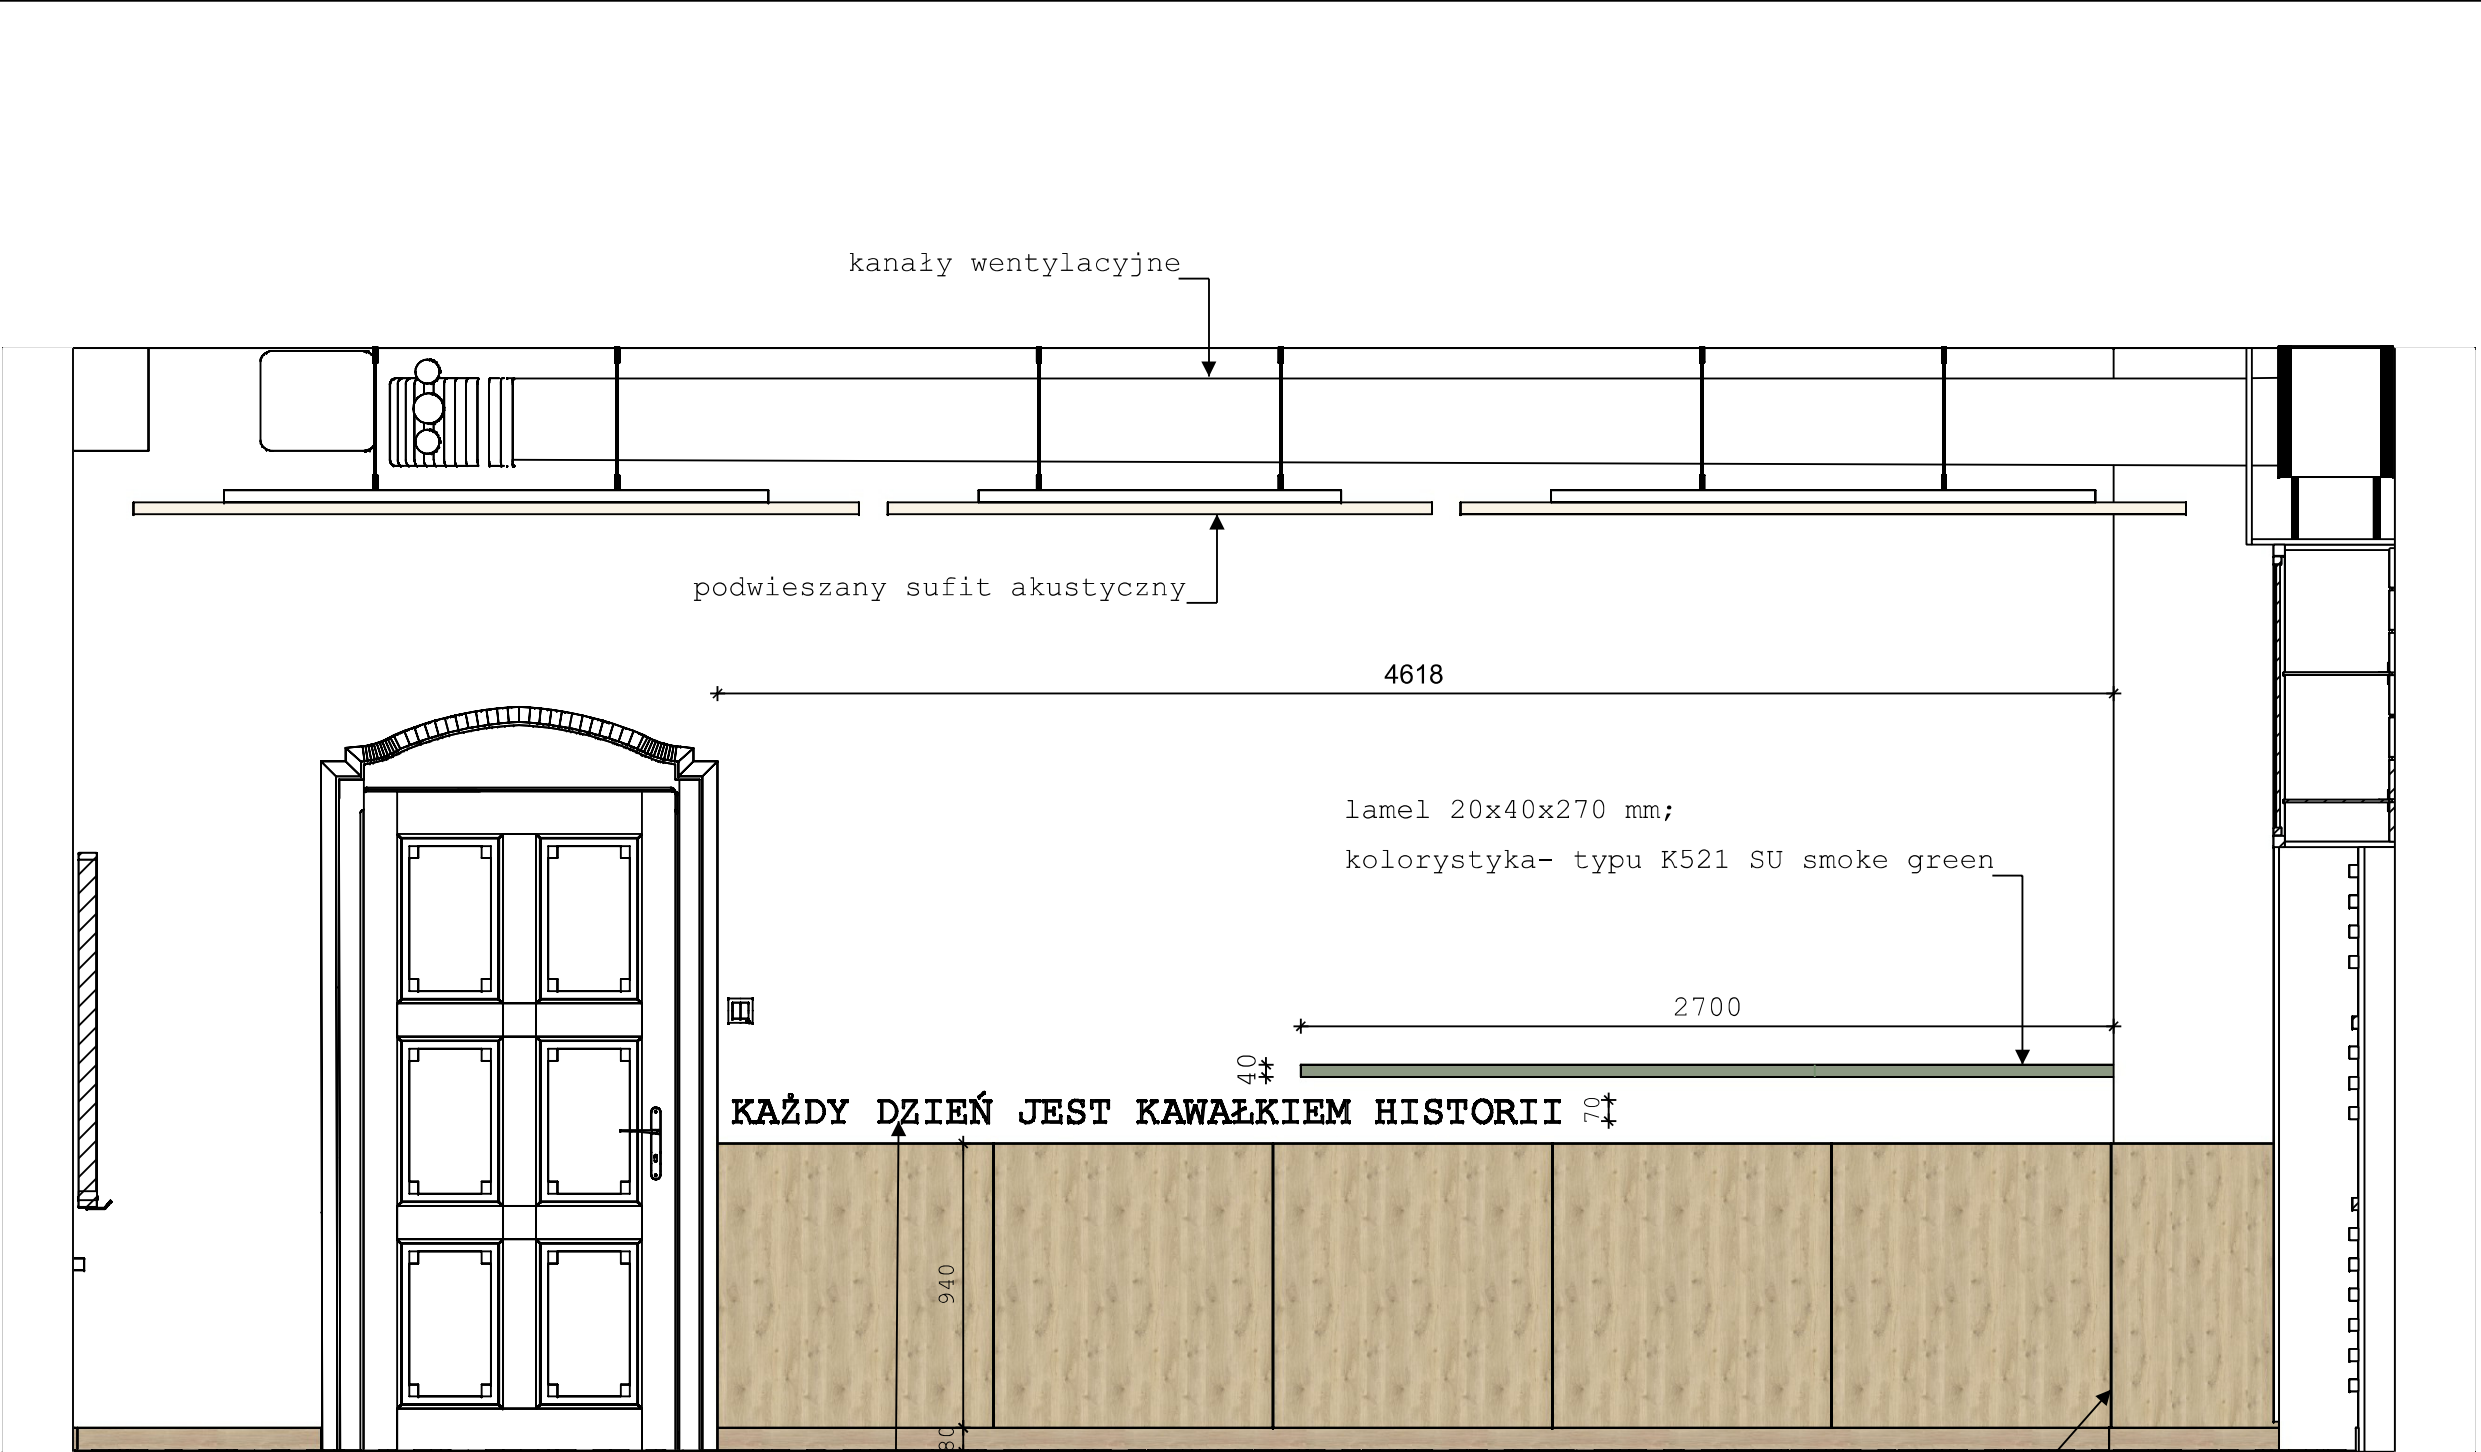 kanały wentylacyjne
podwieszany sufit akustyczny
4618
lamel 20x40x270 mm;
kolorystyka- typu K521 SU smoke green
2700
40
KAŻDY DZIEŃ JEST KAWAŁKIEM HISTORII
70
940
80